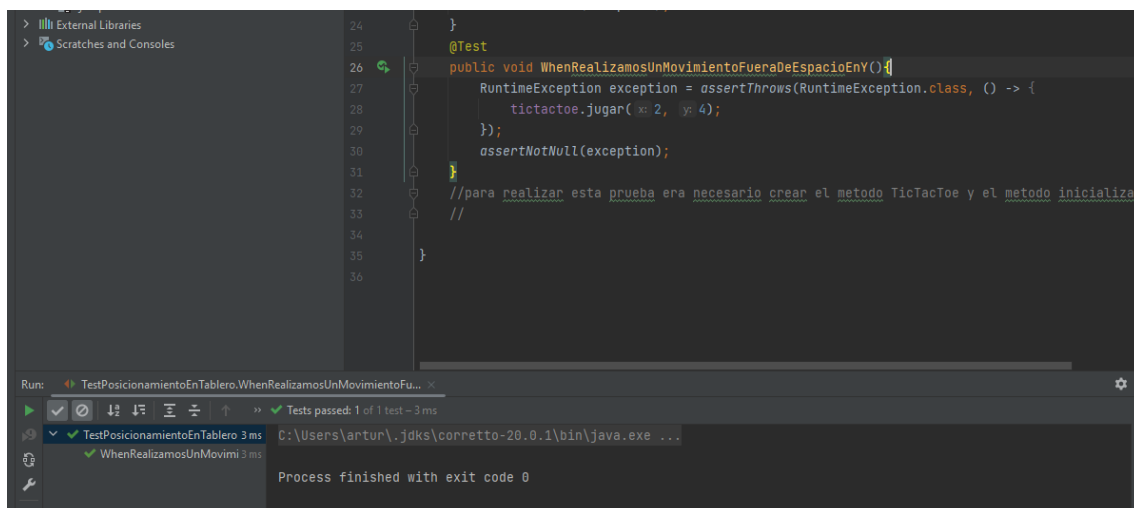 External Libraries
Scratches and Consoles
24 }
25 @Test
26 public void WhenRealizamosUnMovimientoFueraDeEspacioEnY(){
27 RuntimeException exception = assertThrows(RuntimeException.class, () -> {
28 tictactoe.jugar( x: 2, y: 4);
29 });
30 assertNotNull(exception);
31 }
32 //para realizar esta prueba era necesario crear el metodo TicTacToe y el metodo inicializa
33 //
34
35 }
36
Run: TestPosicionamientoEnTablero.WhenRealizamosUnMovimientoFu... ×
» Tests passed: 1 of 1 test – 3 ms
TestPosicionamientoEnTablero 3 ms
C:\Users\artur\.jdks\corretto-20.0.1\bin\java.exe ...
WhenRealizamosUnMovimi 3 ms
Process finished with exit code 0